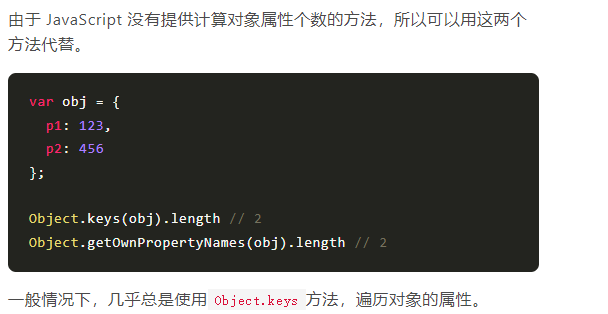 由于 JavaScript 没有提供计算对象属性个数的方法，所以可以用这两个
方法代替。
var obj = {
  p1: 123,
  p2: 456
};
Object.keys(obj).length // 2
Object.getOwnPropertyNames(obj).length // 2
一般情况下，几乎总是使用 Object.keys 方法，遍历对象的属性。